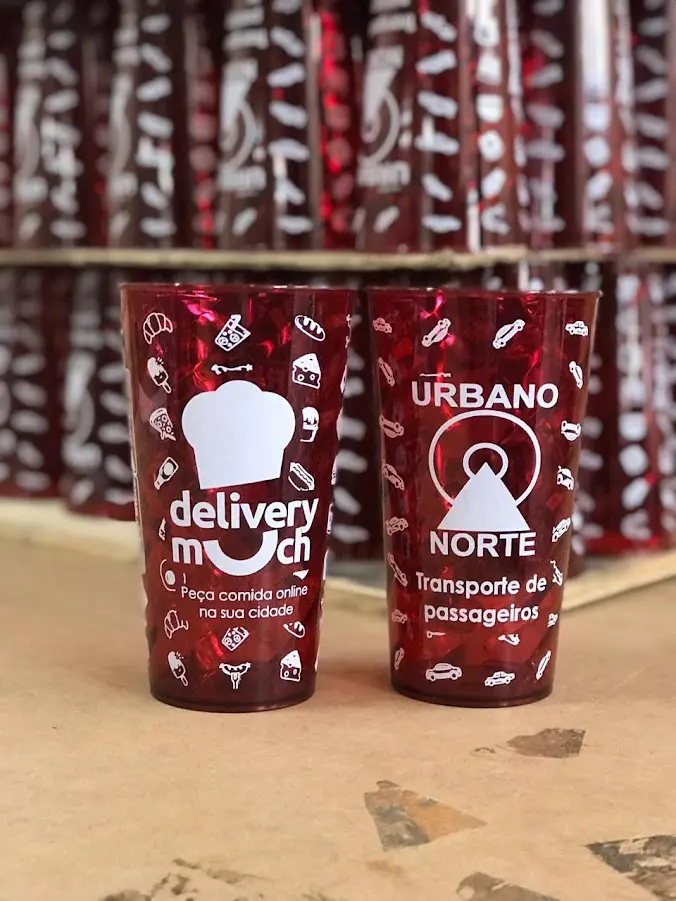 delivery
much
Peça comida online
na sua cidade
URBANO
NORTE
Transporte de
passageiros